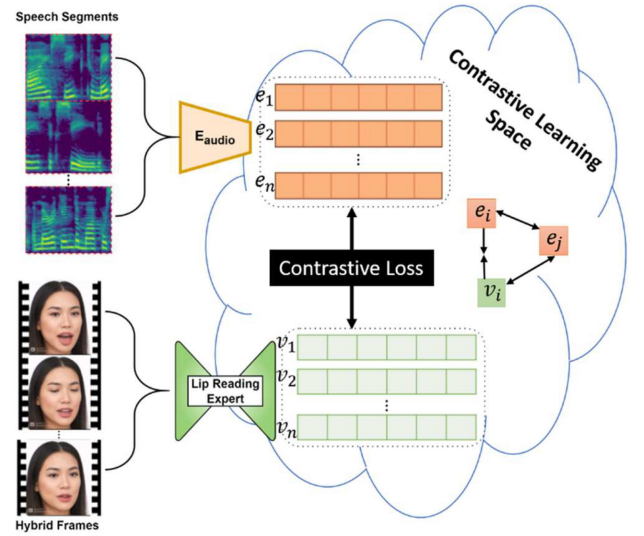 Speech Segments
E_audio
e_1
e_2
⋮
e_n
Contrastive Learning
Space
e_i
e_j
v_i
Contrastive Loss
Lip Reading
Expert
v_1
v_2
⋮
v_n
Hybrid Frames